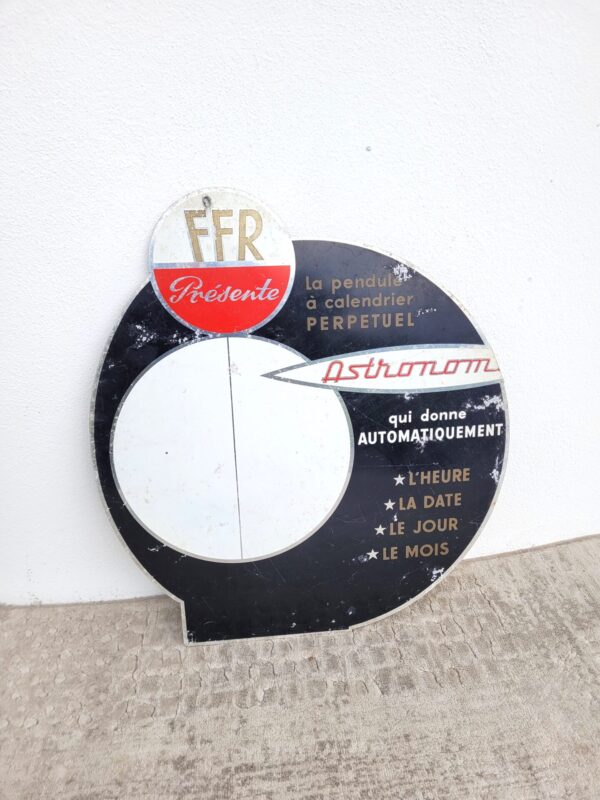 FFR
Présente
La pendule
à calendrier
PERPETUEL
Astronom
qui donne
AUTOMATIQUEMENT
★ L'HEURE
★ LA DATE
★ LE JOUR
★ LE MOIS